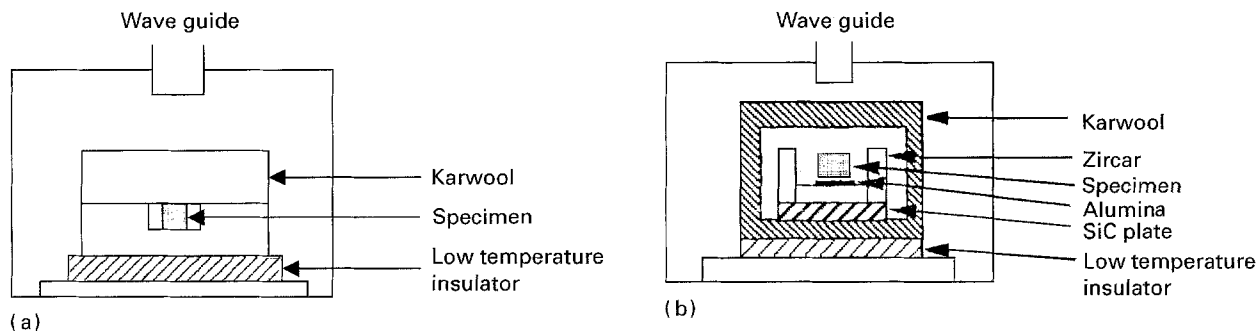 Wave guide
Karwool
Specimen
Low temperature
insulator
(a)
Wave guide
Karwool
Zircar
Specimen
Alumina
SiC plate
Low temperature
insulator
(b)